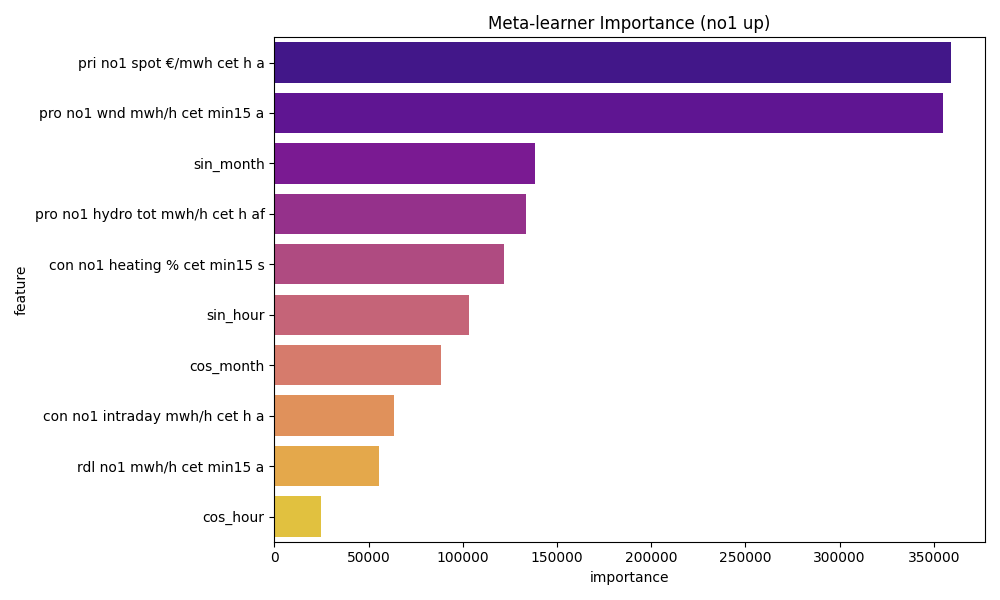 Meta-learner Importance (no1 up)
feature
pri no1 spot €/mwh cet h a
pro no1 wnd mwh/h cet min15 a
sin_month
pro no1 hydro tot mwh/h cet h af
con no1 heating % cet min15 s
sin_hour
cos_month
con no1 intraday mwh/h cet h a
rdl no1 mwh/h cet min15 a
cos_hour
0 50000 100000 150000 200000 250000 300000 350000
importance